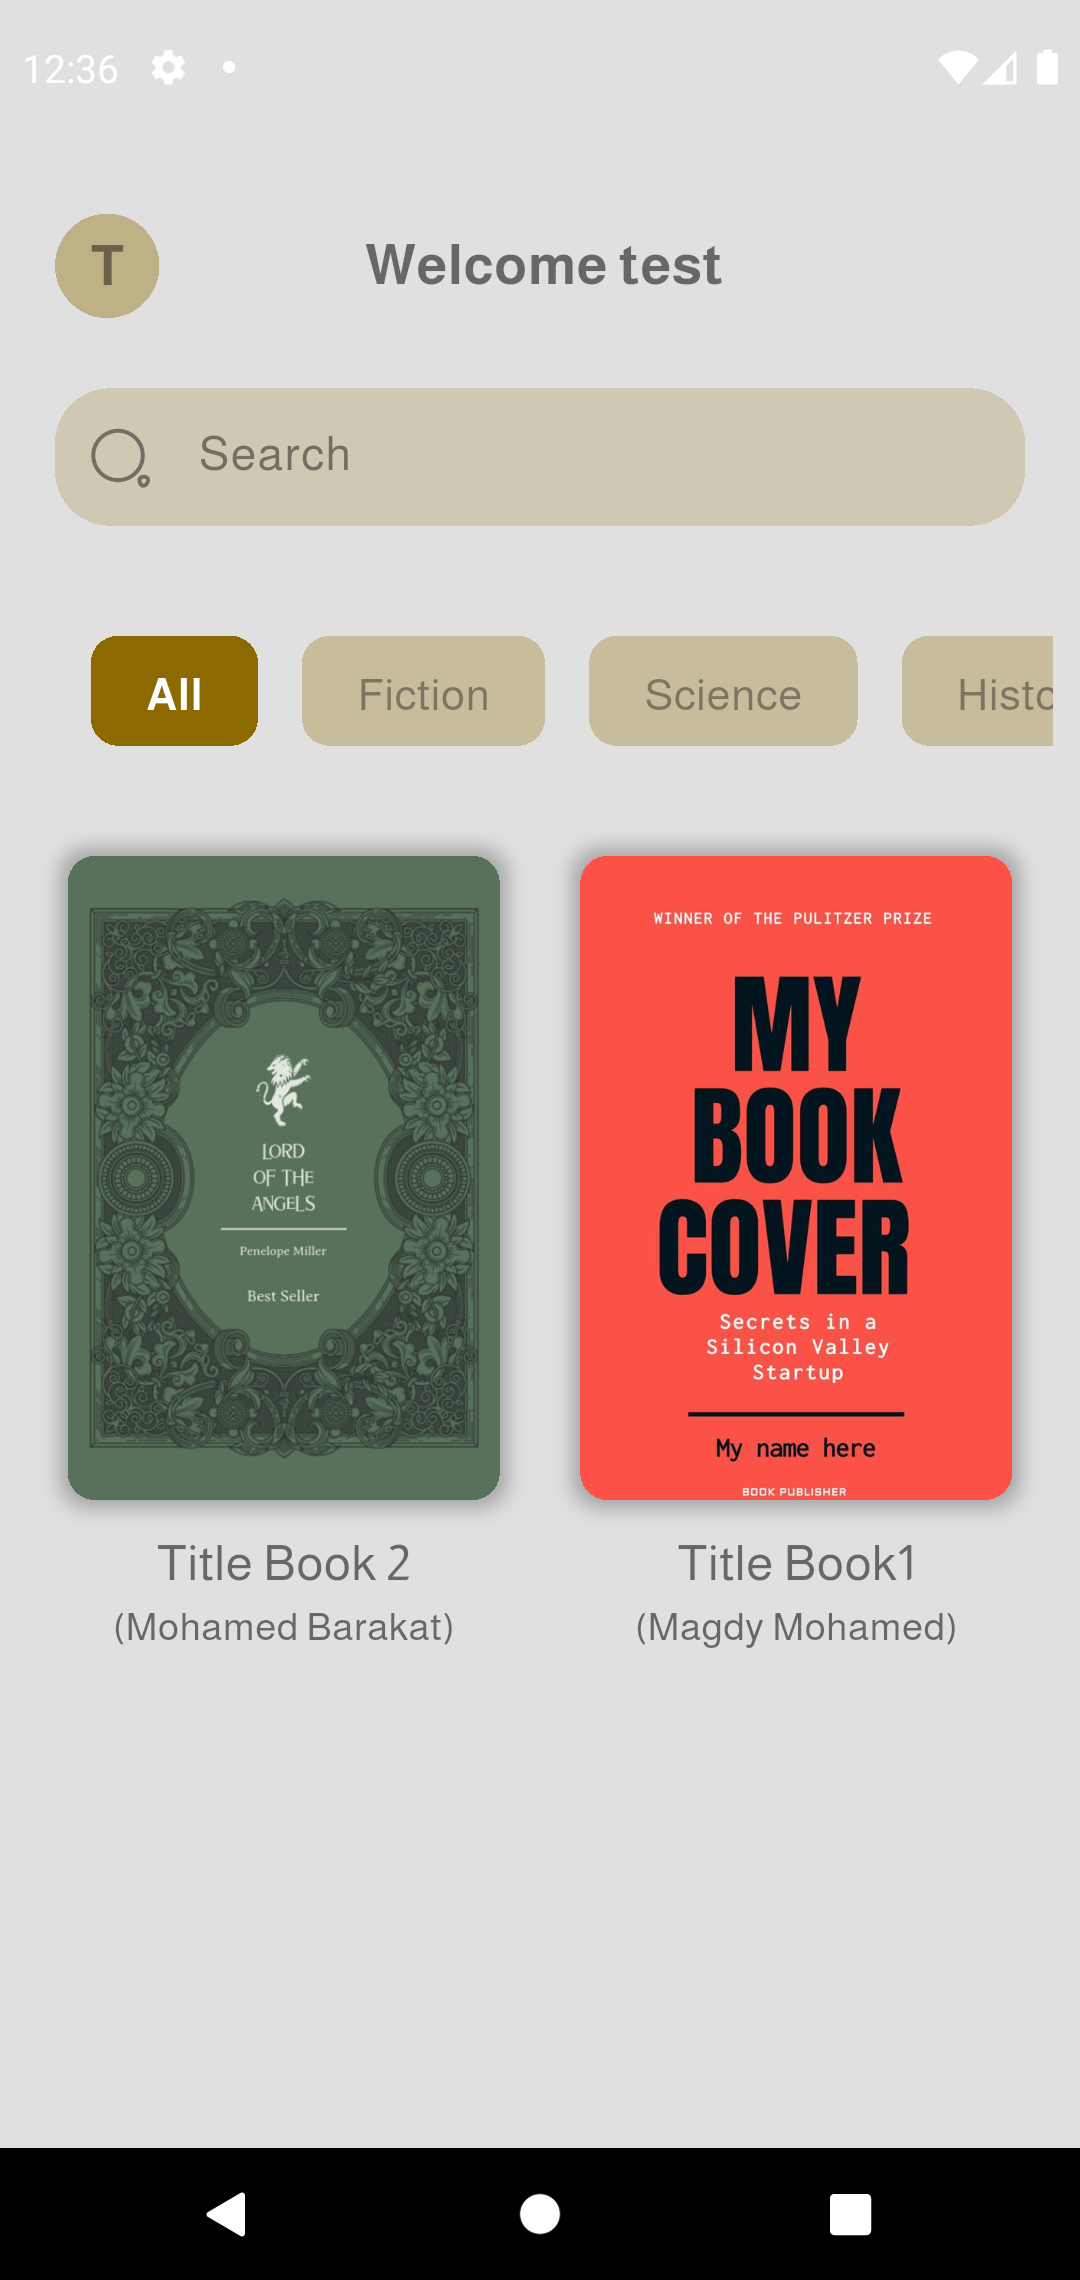 12:36
T
Welcome test
Search
All
Fiction
Science
Histo
LORD
OF THE
ANGELS
Penelope Miller
Best Seller
WINNER OF THE PULITZER PRIZE
MY
BOOK
COVER
Secrets in a
Silicon Valley
Startup
My name here
BOOK PUBLISHER
Title Book 2
(Mohamed Barakat)
Title Book1
(Magdy Mohamed)